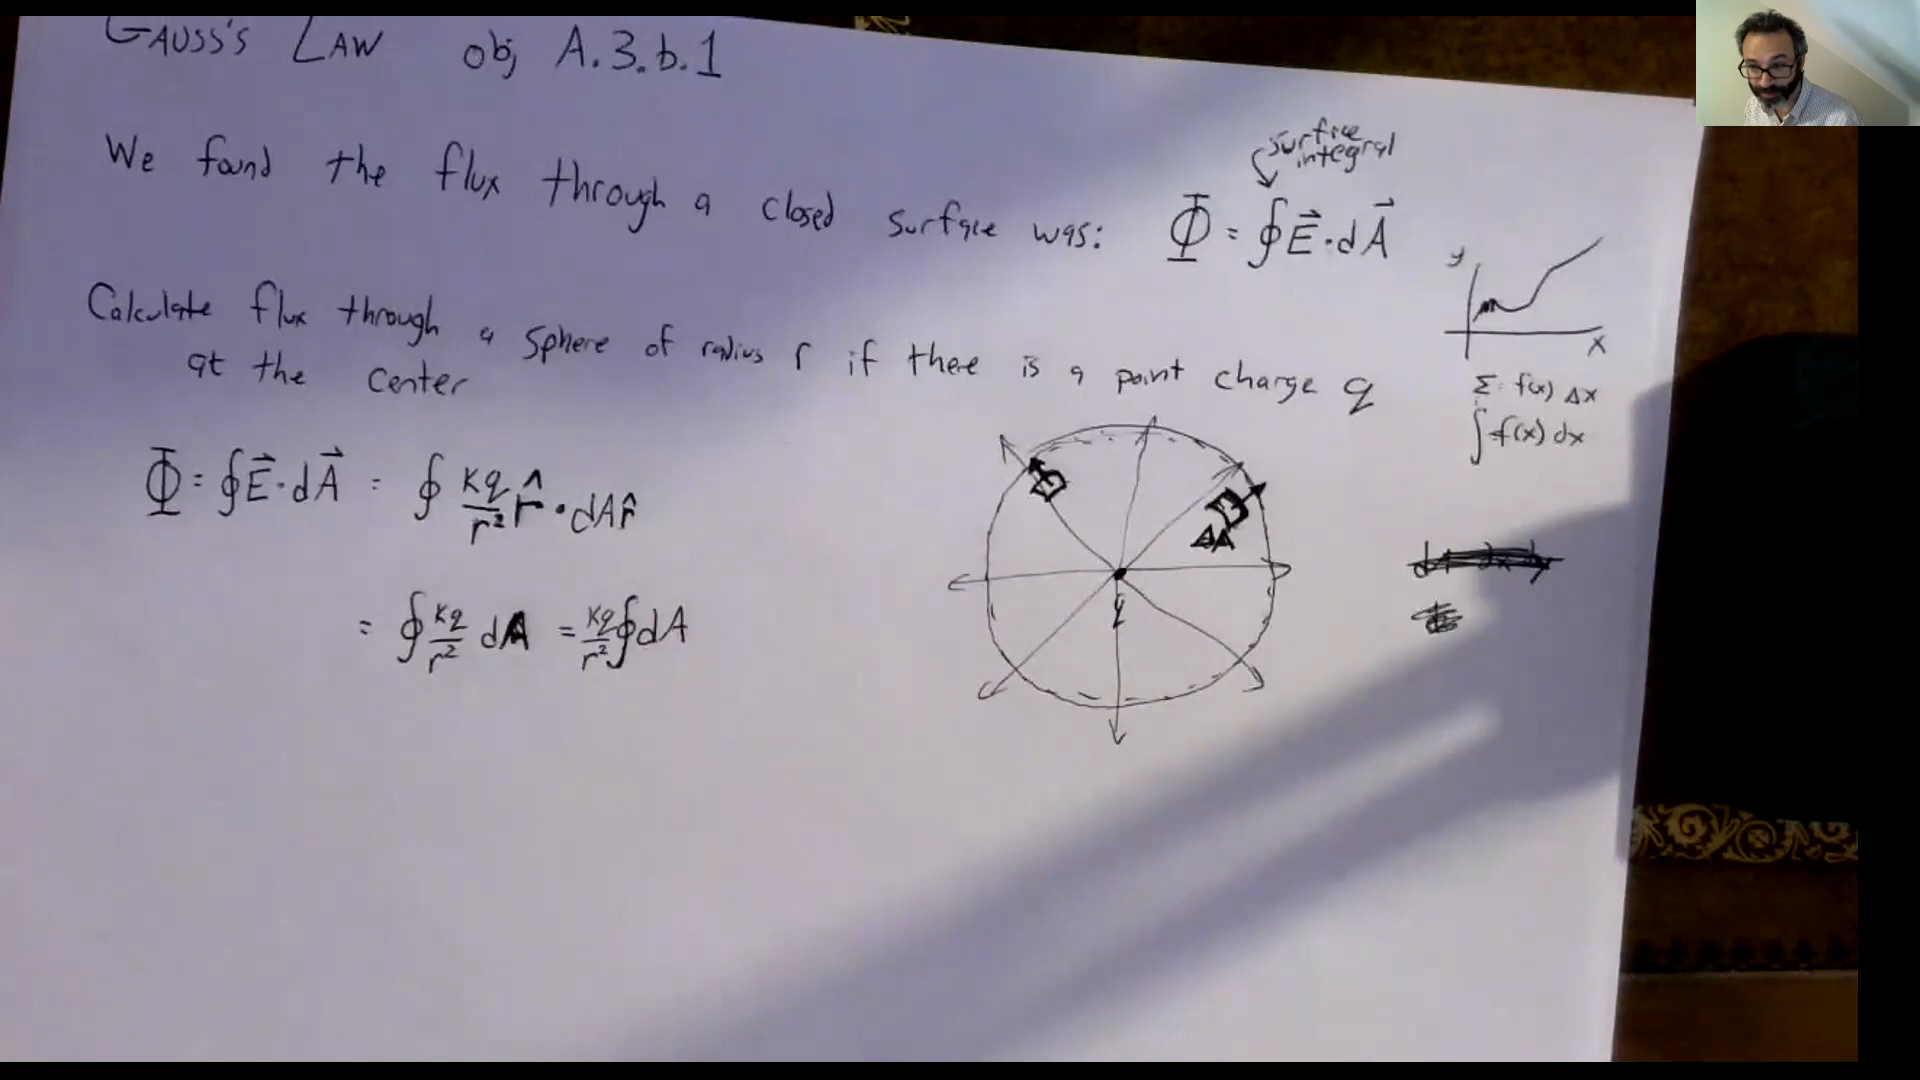 GAUSS'S LAW obj A.3.b.1
surface integral
We found the flux through a closed surface was: Φ = ∮E⃗·dA⃗
y
x
Calculate flux through a sphere of radius r if there is a point charge q
at the center
Σ f(x) Δx
∫ f(x) dx
Φ = ∮E⃗·dA⃗ = ∮ kq/r² r̂ · dA r̂
ΔA
q
= ∮ kq/r² dA = kq/r² ∮dA